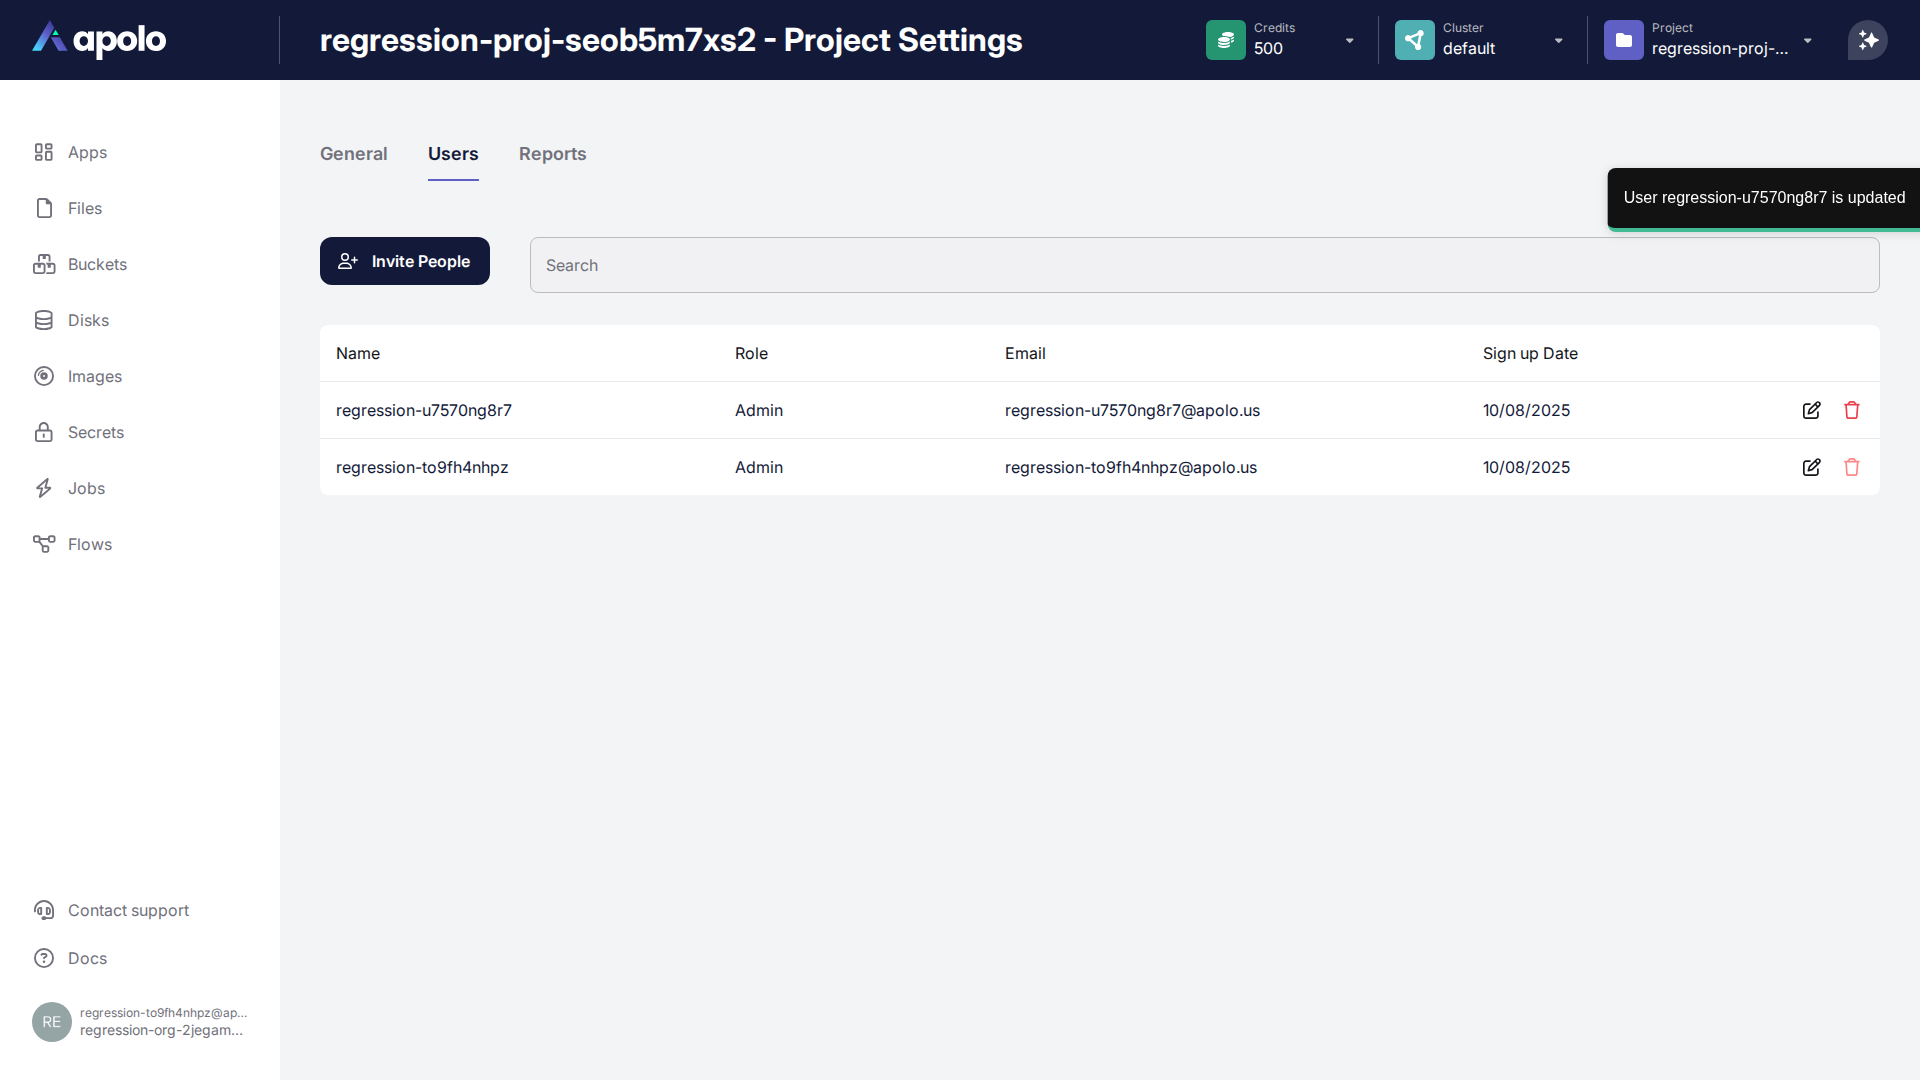 apolo
regression-proj-seob5m7xs2 - Project Settings
Credits
500
Cluster
default
Project
regression-proj-...
Apps
Files
Buckets
Disks
Images
Secrets
Jobs
Flows
General
Users
Reports
User regression-u7570ng8r7 is updated
Invite People
Search
Name Role Email Sign up Date
regression-u7570ng8r7 Admin regression-u7570ng8r7@apolo.us 10/08/2025
regression-to9fh4nhpz Admin regression-to9fh4nhpz@apolo.us 10/08/2025
Contact support
Docs
RE
regression-to9fh4nhpz@ap...
regression-org-2jegam...